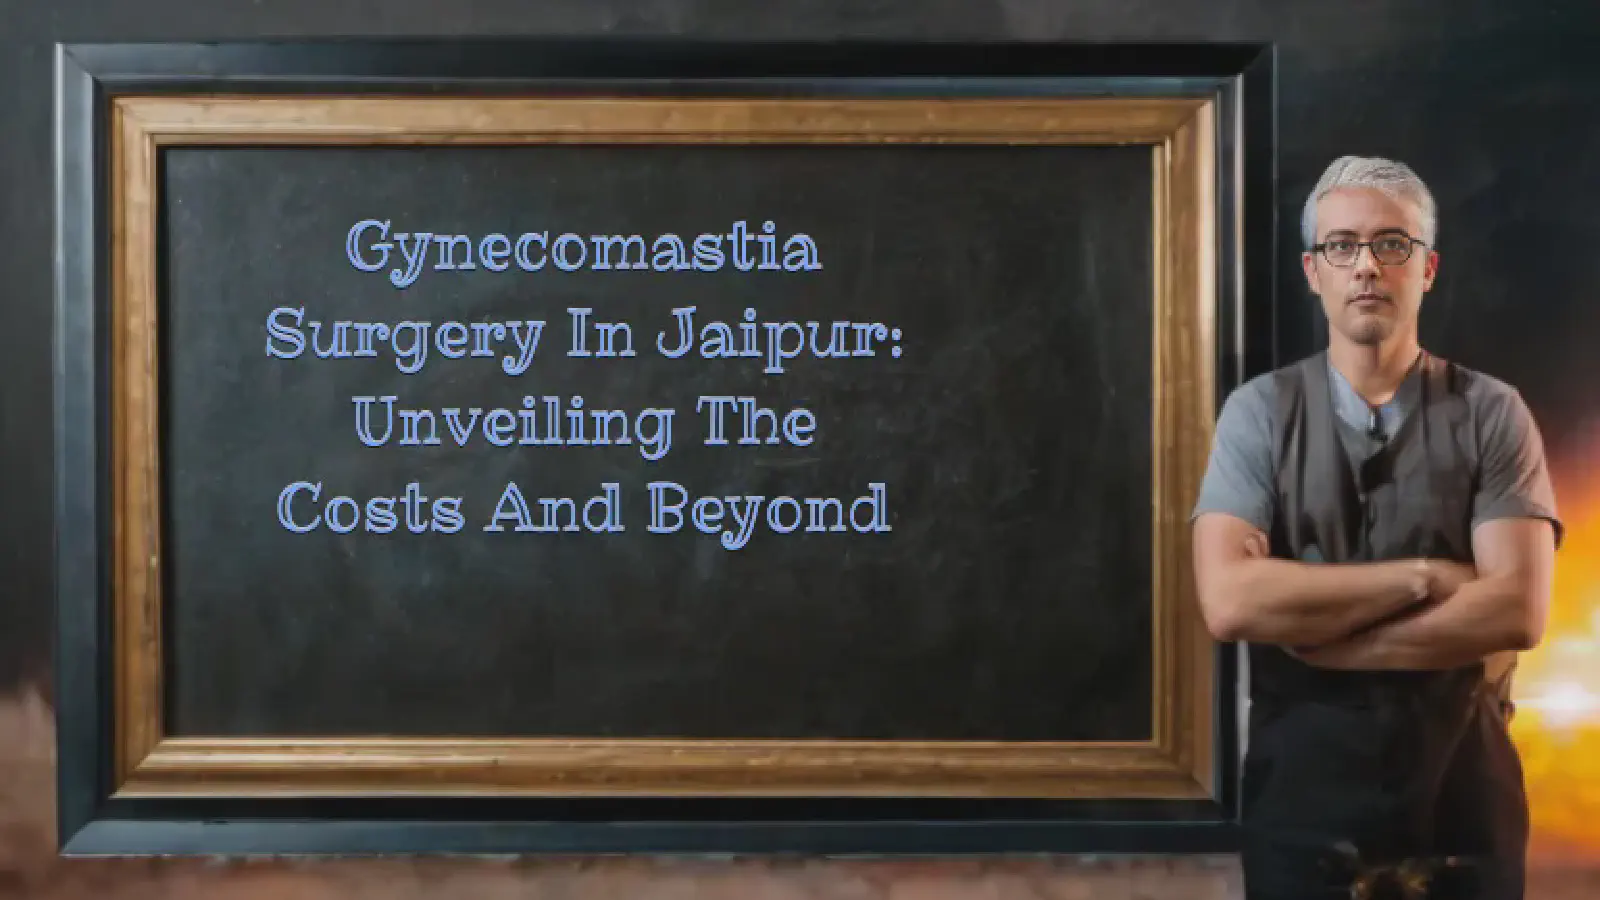 Gynecomastia
Surgery In Jaipur:
Unveiling The
Costs And Beyond